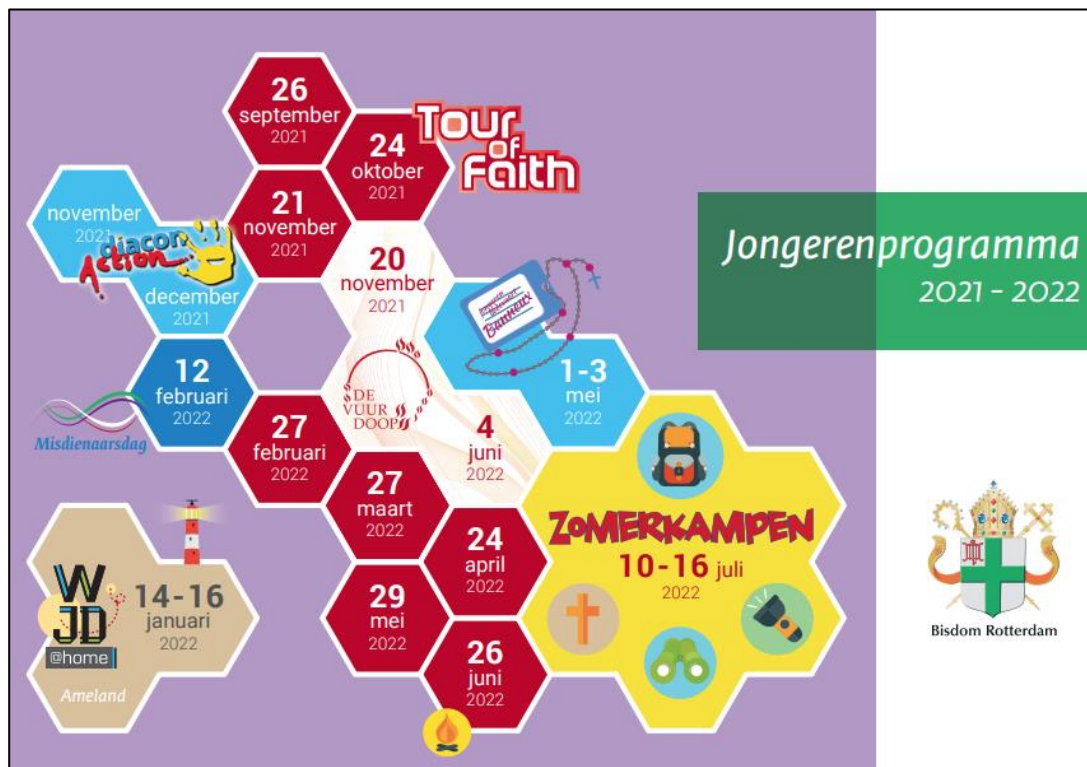 26
september
2021
Tour
of
Faith
24
oktober
2021
november
2021
diacon
Action
21
november
2021
december
2021
20
november
2021
Jongerenprogramma
2021 - 2022
Banneux
12
februari
2022
Misdienaarsdag
DE
VUUR
DOOP
1-3
mei
2022
27
februari
2022
4
juni
2022
27
maart
2022
ZOMERKAMPEN
10-16 juli
2022
24
april
2022
WJD
@home
14-16
januari
2022
Ameland
29
mei
2022
26
juni
2022
Bisdom Rotterdam